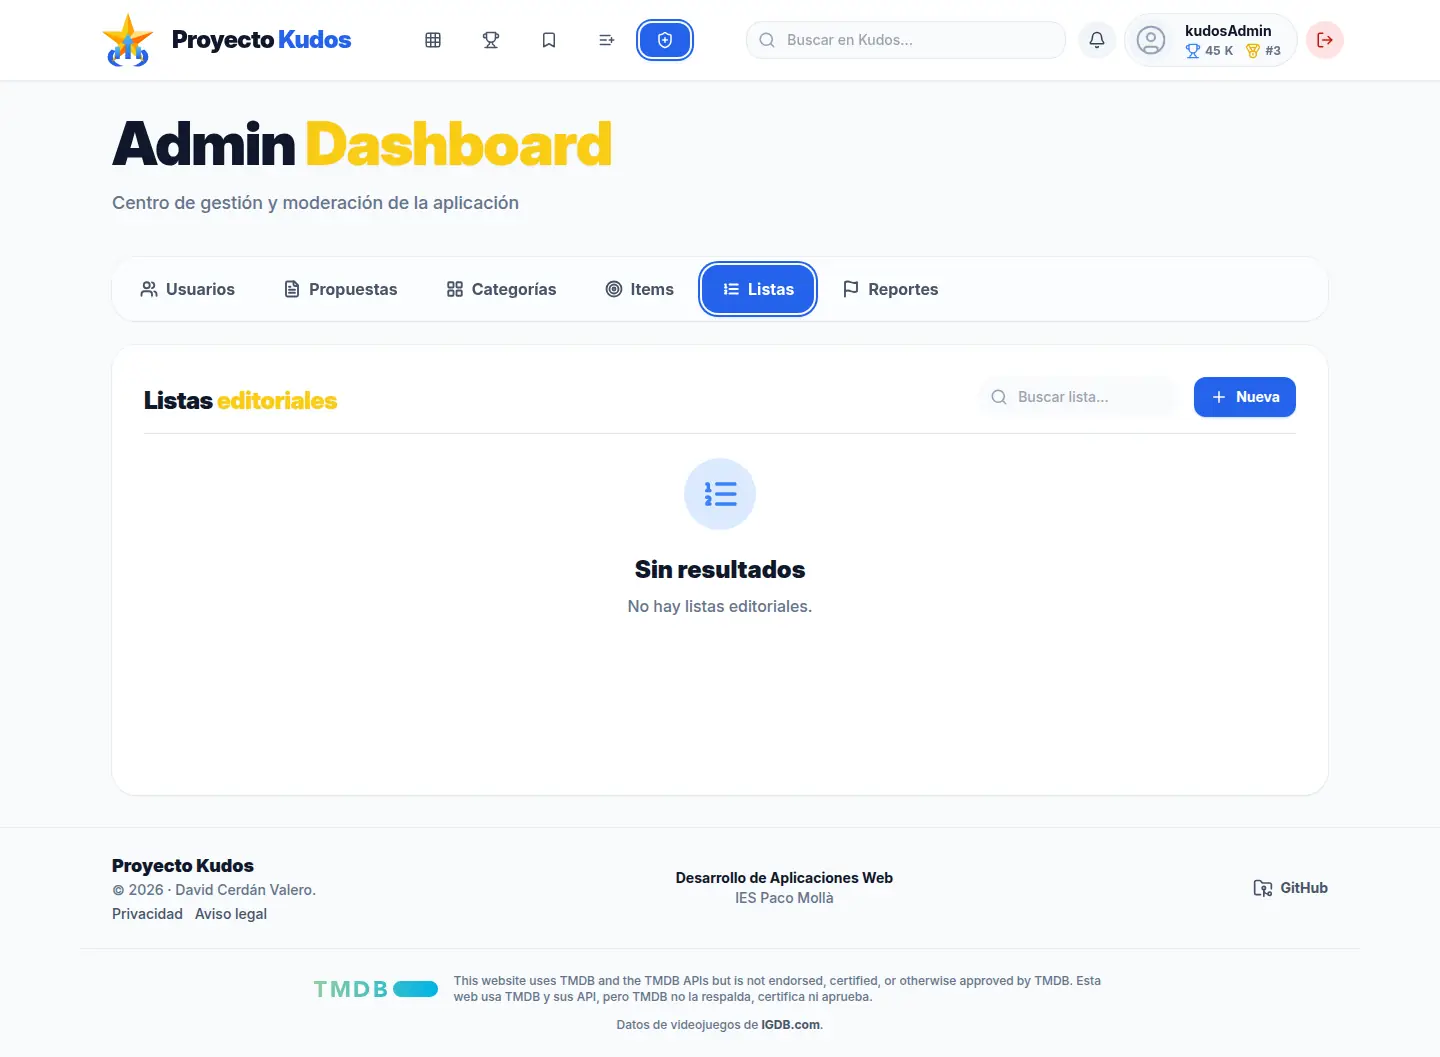 Proyecto Kudos
Buscar en Kudos...
kudosAdmin
45 K #3
Admin Dashboard
Centro de gestión y moderación de la aplicación
Usuarios Propuestas Categorías Items Listas Reportes
Listas editoriales
Buscar lista...
Nueva
Sin resultados
No hay listas editoriales.
Proyecto Kudos
© 2026 · David Cerdán Valero.
Privacidad Aviso legal
Desarrollo de Aplicaciones Web
IES Paco Mollà
GitHub
TMDB
This website uses TMDB and the TMDB APIs but is not endorsed, certified, or otherwise approved by TMDB. Esta
web usa TMDB y sus API, pero TMDB no la respalda, certifica ni aprueba.
Datos de videojuegos de IGDB.com.